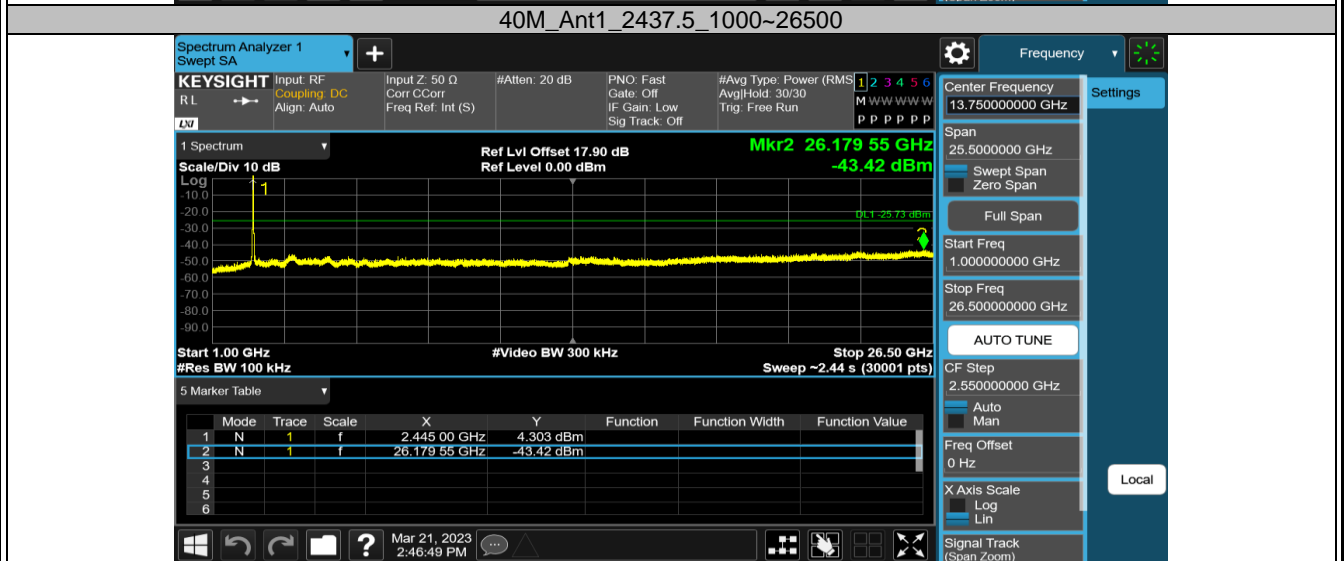 40M_Ant1_2437.5_1000~26500
Spectrum Analyzer 1
Swept SA
KEYSIGHT
R L
LXI
Input: RF
Coupling: DC
Align: Auto
Input Z: 50 Ω
Corr CCorr
Freq Ref: Int (S)
#Atten: 20 dB
PNO: Fast
Gate: Off
IF Gain: Low
Sig Track: Off
#Avg Type: Power (RMS
Avg|Hold: 30/30
Trig: Free Run
1 2 3 4 5 6
M W W W W W
P P P P P P
1 Spectrum
Scale/Div 10 dB
Ref Lvl Offset 17.90 dB
Ref Level 0.00 dBm
Mkr2 26.179 55 GHz
-43.42 dBm
Log
1
-10.0
-20.0
DL1 -25.73 dBm
-30.0
2
-40.0
-50.0
-60.0
-70.0
-80.0
-90.0
Start 1.00 GHz
#Video BW 300 kHz
Stop 26.50 GHz
#Res BW 100 kHz
Sweep ~2.44 s (30001 pts)
5 Marker Table
Mode Trace Scale X Y Function Function Width Function Value
1 N 1 f 2.445 00 GHz 4.303 dBm
2 N 1 f 26.179 55 GHz -43.42 dBm
3
4
5
6
?
Mar 21, 2023
2:46:49 PM
Frequency
Settings
Center Frequency
13.750000000 GHz
Span
25.5000000 GHz
Swept Span
Zero Span
Full Span
Start Freq
1.000000000 GHz
Stop Freq
26.500000000 GHz
AUTO TUNE
CF Step
2.550000000 GHz
Auto
Man
Freq Offset
0 Hz
X Axis Scale
Log
Lin
Signal Track
(Span Zoom)
Local